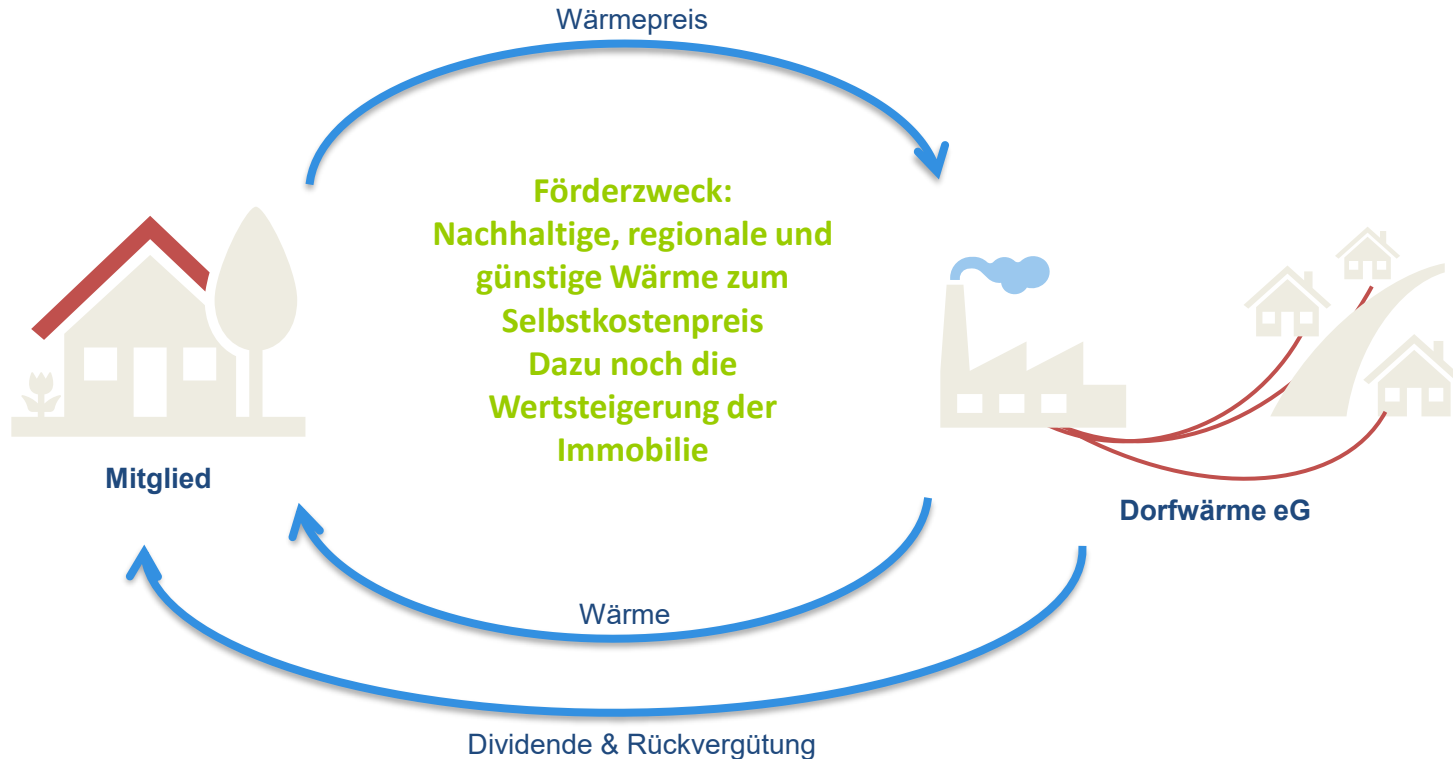 Wärmepreis
Förderzweck:
Nachhaltige, regionale und
günstige Wärme zum
Selbstkostenpreis
Dazu noch die
Wertsteigerung der
Immobilie
Mitglied
Dorfwärme eG
Wärme
Dividende & Rückvergütung